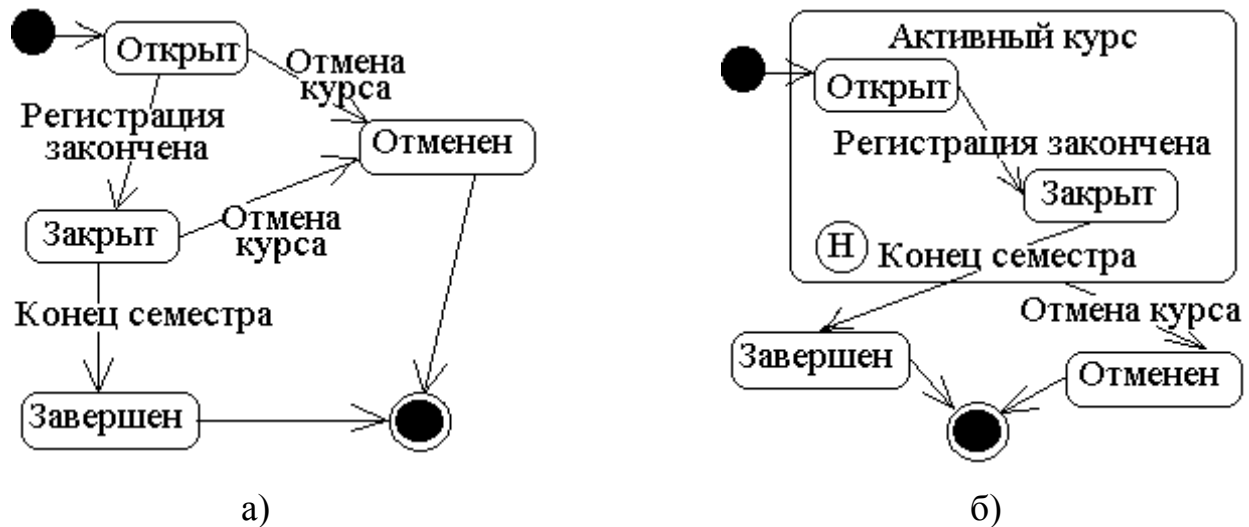 Открыт
Отмена
курса
Регистрация
закончена
Отменен
Закрыт
Отмена
курса
Конец семестра
Завершен
а)
Активный курс
Открыт
Регистрация закончена
Закрыт
Н
Конец семестра
Отмена курса
Завершен
Отменен
б)